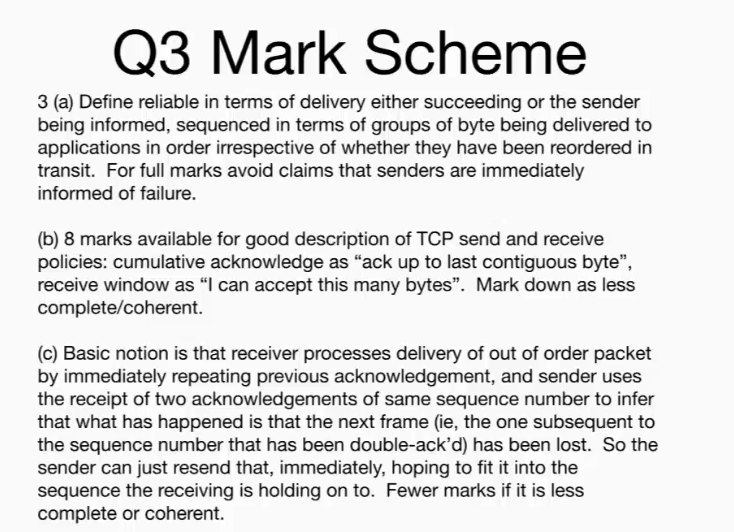 Q3 Mark Scheme
3 (a) Define reliable in terms of delivery either succeeding or the sender
being informed, sequenced in terms of groups of byte being delivered to
applications in order irrespective of whether they have been reordered in
transit.  For full marks avoid claims that senders are immediately
informed of failure.
(b) 8 marks available for good description of TCP send and receive
policies: cumulative acknowledge as “ack up to last contiguous byte”,
receive window as “I can accept this many bytes”.  Mark down as less
complete/coherent.
(c) Basic notion is that receiver processes delivery of out of order packet
by immediately repeating previous acknowledgement, and sender uses
the receipt of two acknowledgements of same sequence number to infer
that what has happened is that the next frame (ie, the one subsequent to
the sequence number that has been double-ack’d) has been lost.  So the
sender can just resend that, immediately, hoping to fit it into the
sequence the receiving is holding on to.  Fewer marks if it is less
complete or coherent.